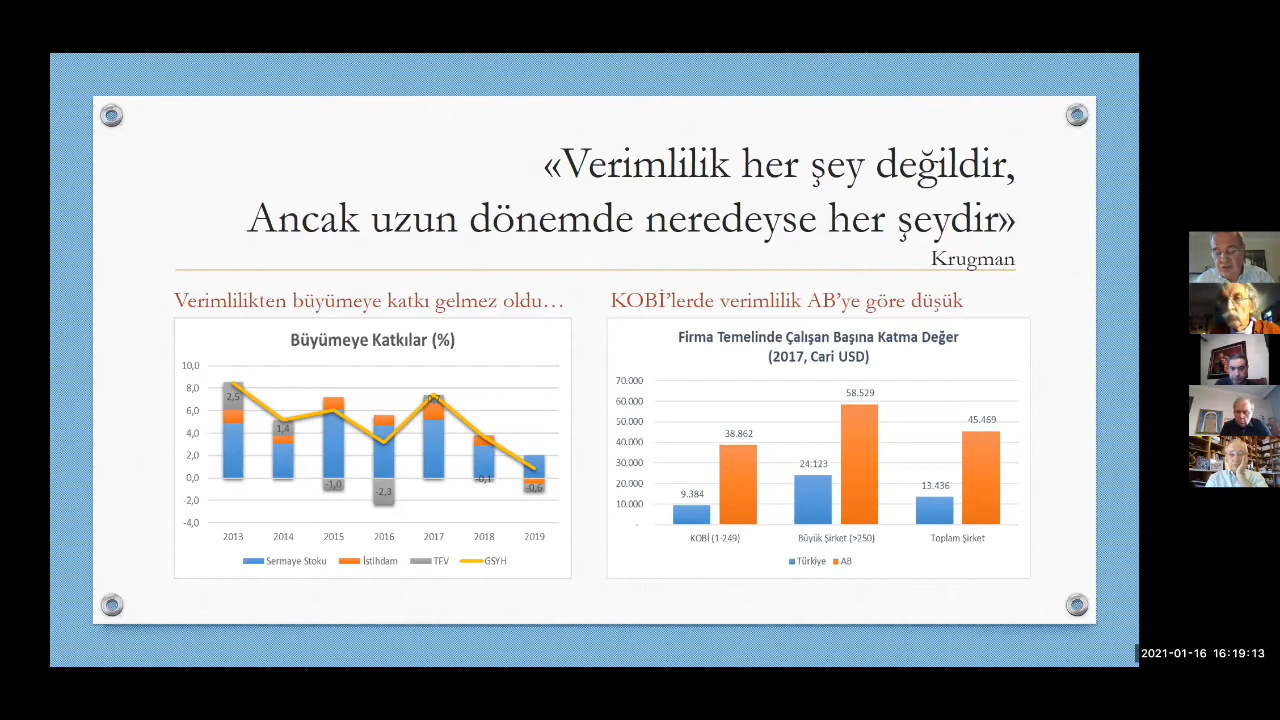 «Verimlilik her şey değildir,
Ancak uzun dönemde neredeyse her şeydir»
Krugman
Verimlilikten büyümeye katkı gelmez oldu…
Büyümeye Katkılar (%)
10,0
8,0
6,0
4,0
2,0
0,0
-2,0
-4,0
2,5
1,4
-1,0
-2,3
0,7
-0,1
-0,6
2013 2014 2015 2016 2017 2018 2019
Sermaye Stoku İstihdam TFV GSYH
KOBİ’lerde verimlilik AB’ye göre düşük
Firma Temelinde Çalışan Başına Katma Değer
(2017, Cari USD)
70.000
60.000
50.000
40.000
30.000
20.000
10.000
-
9.384
38.862
24.123
58.529
13.436
45.469
KOBİ (1-249) Büyük Şirket (>250) Toplam Şirket
Türkiye AB
2021-01-16 16:19:13